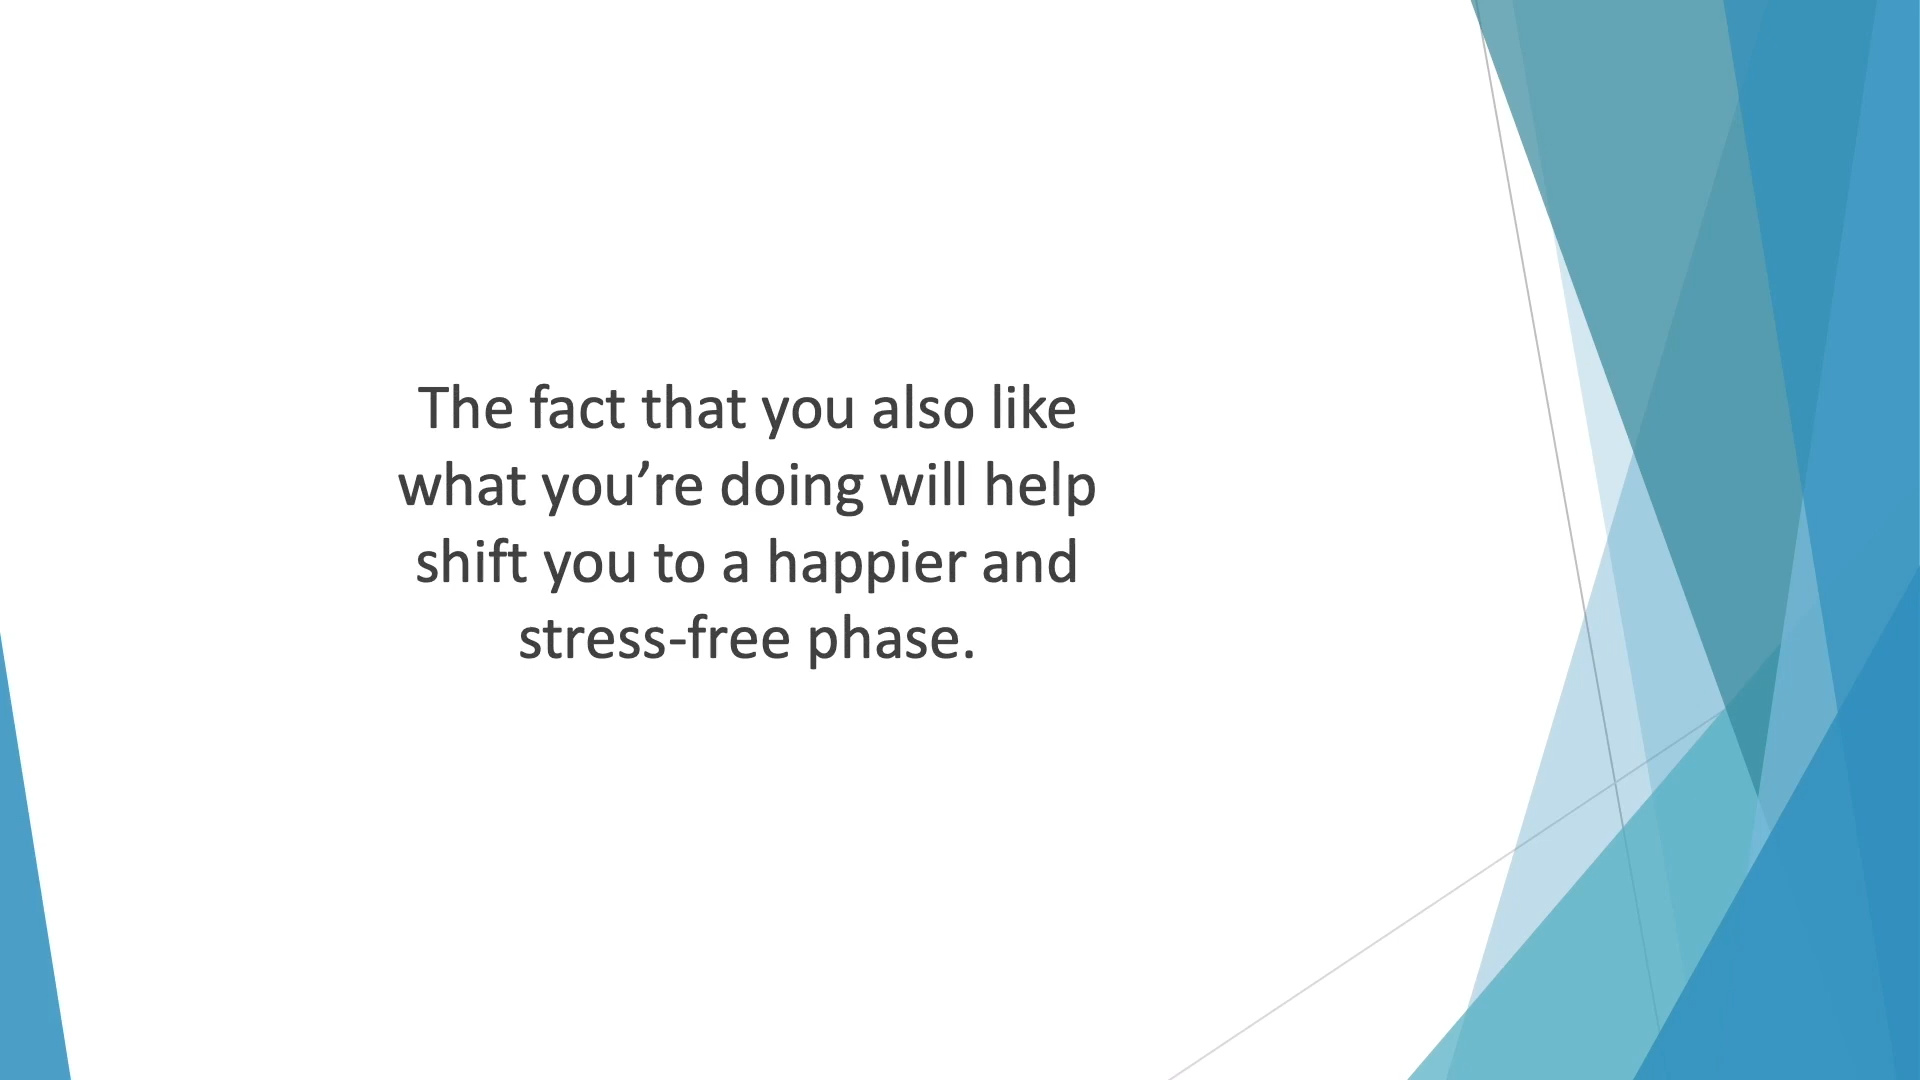 The fact that you also like
what you’re doing will help
shift you to a happier and
stress-free phase.